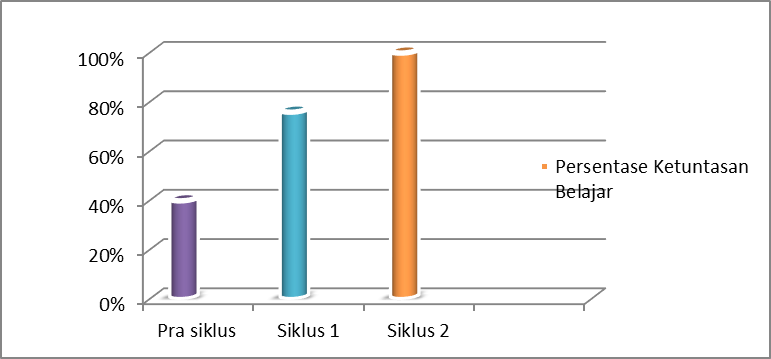 100%
80%
60%
40%
20%
0%
Pra siklus
Siklus 1
Siklus 2
Persentase Ketuntasan
Belajar